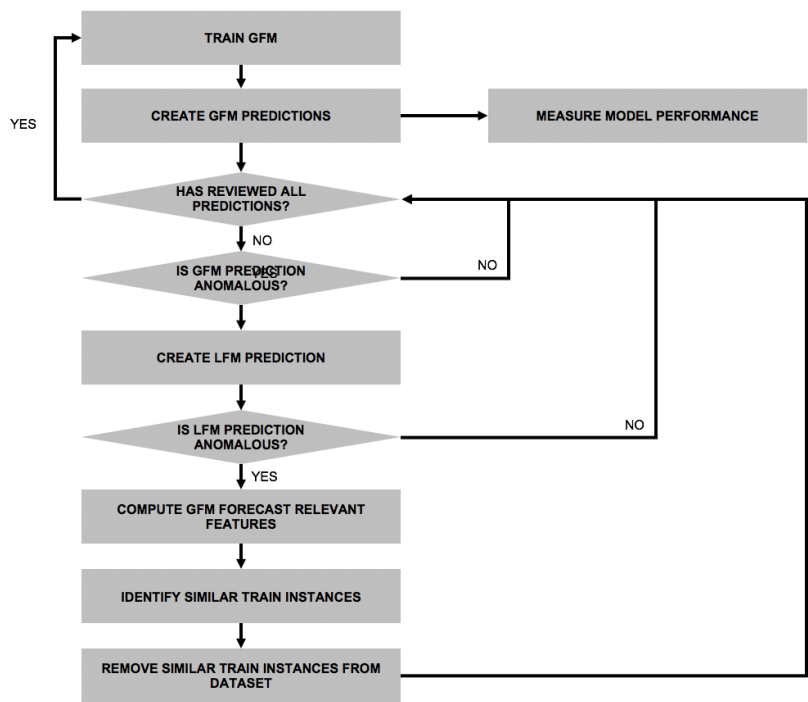 TRAIN GFM
YES
CREATE GFM PREDICTIONS
MEASURE MODEL PERFORMANCE
HAS REVIEWED ALL
PREDICTIONS?
NO
IS GFM PREDICTION
YES
ANOMALOUS?
NO
CREATE LFM PREDICTION
IS LFM PREDICTION
ANOMALOUS?
NO
YES
COMPUTE GFM FORECAST RELEVANT
FEATURES
IDENTIFY SIMILAR TRAIN INSTANCES
REMOVE SIMILAR TRAIN INSTANCES FROM
DATASET